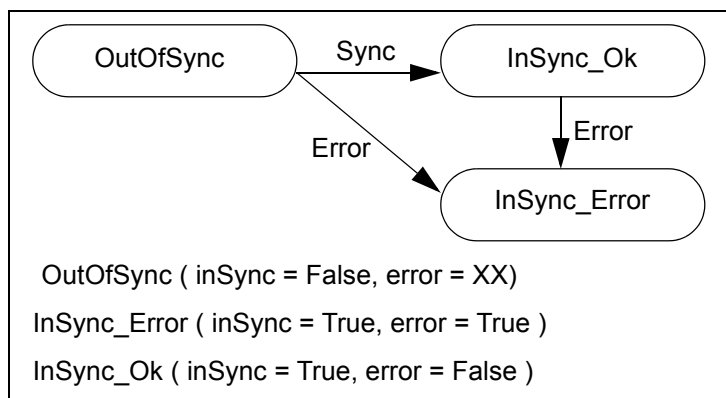 OutOfSync
Sync
InSync_Ok
Error
Error
InSync_Error
OutOfSync ( inSync = False, error = XX)
InSync_Error ( inSync = True, error = True )
InSync_Ok ( inSync = True, error = False )